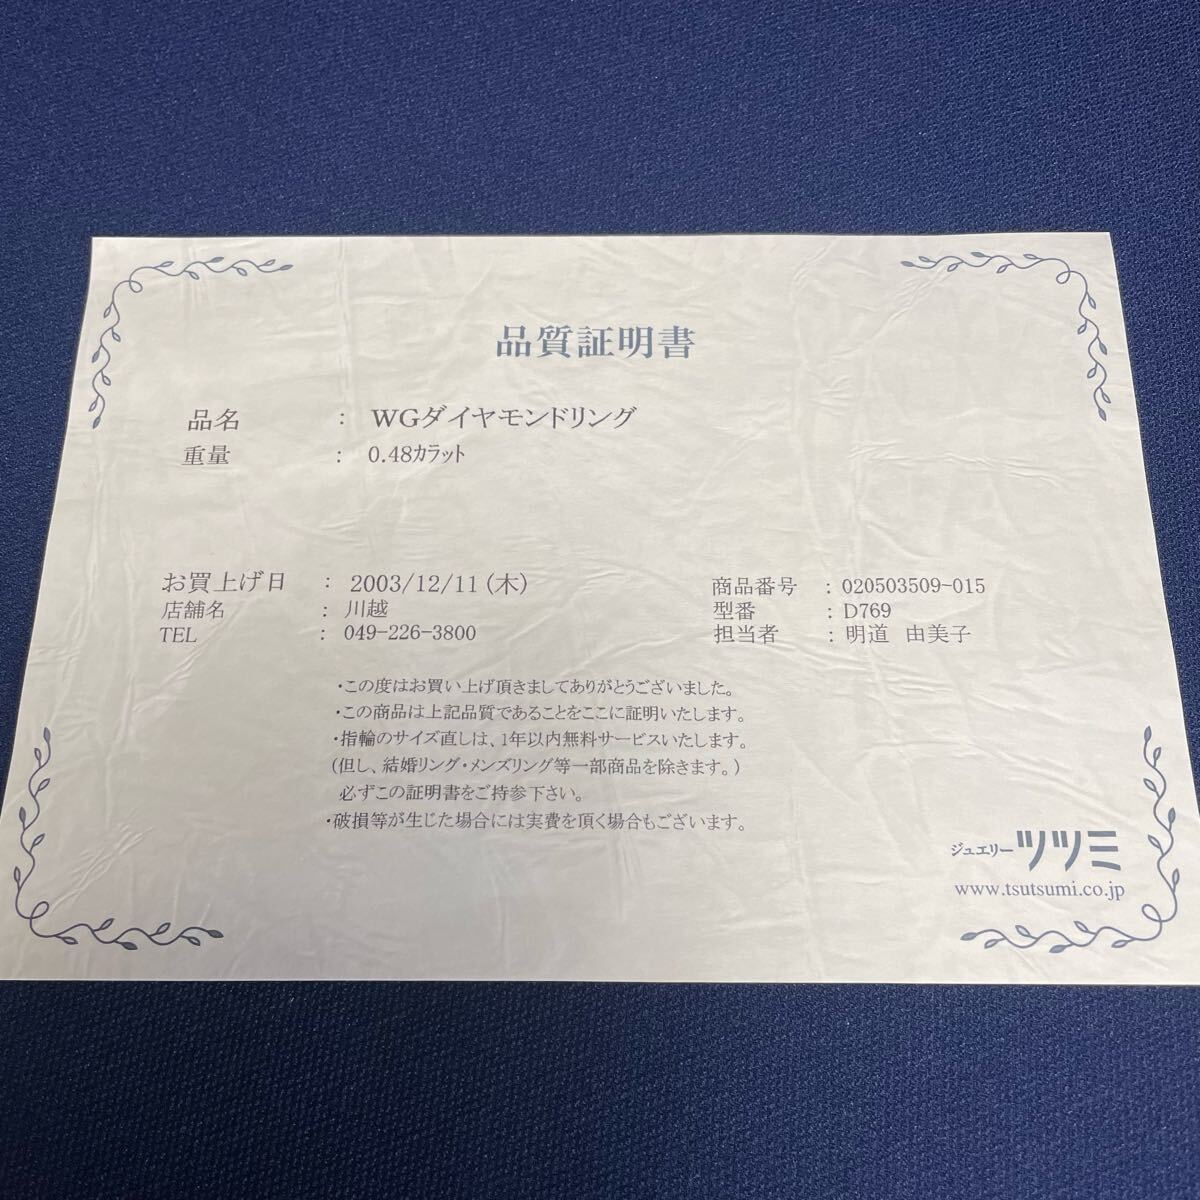 品質証明書
品名 : WGダイヤモンドリング
重量 : 0.48カラット
お買上げ日 : 2003/12/11(木)
店舗名 : 川越
TEL : 049-226-3800
商品番号 : 020503509-015
型番 : D769
担当者 : 明道 由美子
・この度はお買い上げ頂きましてありがとうございました。
・この商品は上記品質であることをここに証明いたします。
・指輪のサイズ直しは、1年以内無料サービスいたします。
(但し、結婚リング・メンズリング等一部商品を除きます。)
必ずこの証明書をご持参下さい。
・破損等が生じた場合には実費を頂く場合もございます。
ジュエリーツツミ
www.tsutsumi.co.jp